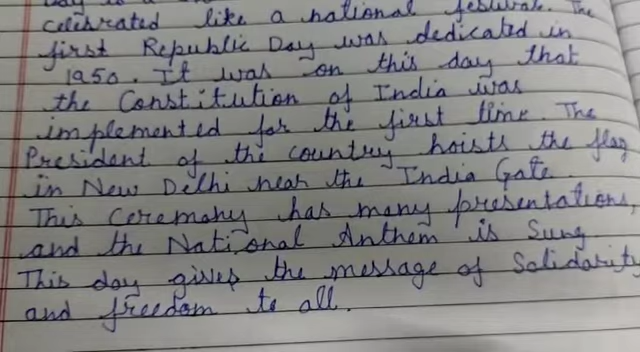 celebrated like a national festival. The
first Republic Day was dedicated in
1950. It was on this day that
the Constitution of India was
implemented for the first time. The
President of the country hoists the flag
in New Delhi near the India Gate.
This ceremony has many presentations,
and the National Anthem is Sung
This day gives the message of Solidarity
and freedom to all.